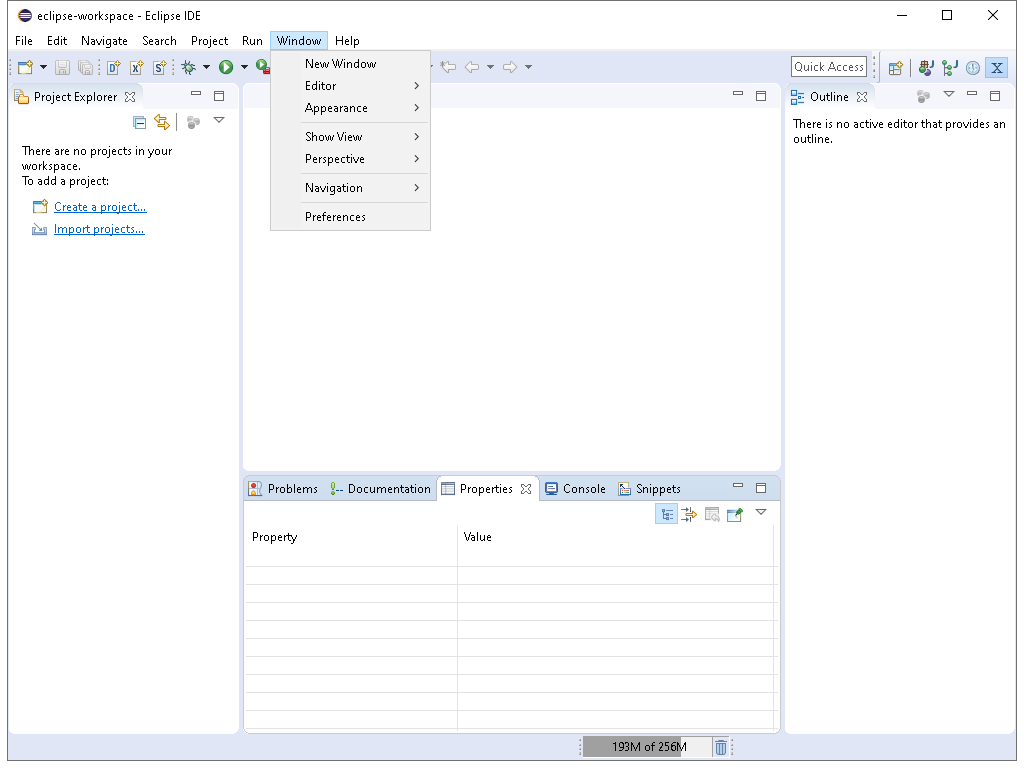 eclipse-workspace - Eclipse IDE
File Edit Navigate Search Project Run Window Help
New Window
Editor
Appearance
Show View
Perspective
Navigation
Preferences
Quick Access
Project Explorer
There are no projects in your
workspace.
To add a project:
Create a project...
Import projects...
Outline
There is no active editor that provides an
outline.
Problems Documentation Properties Console Snippets
Property Value
193M of 256M